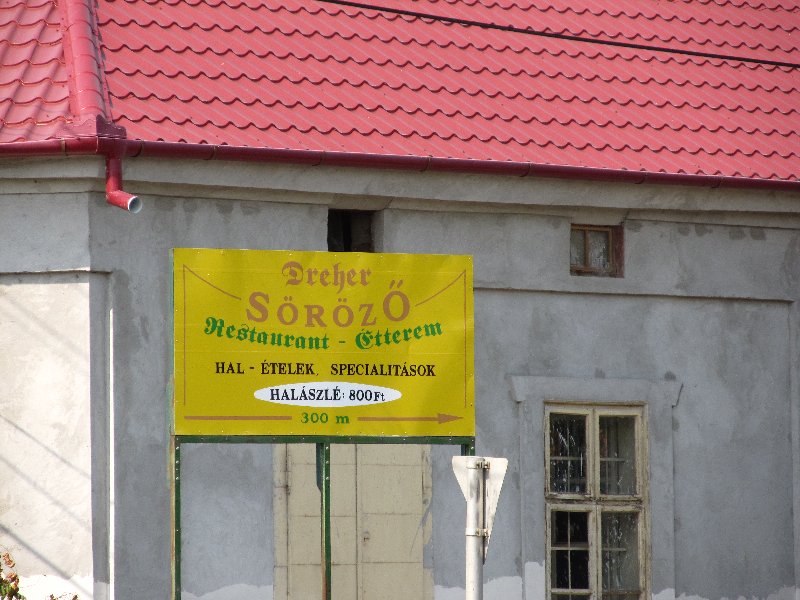 Dreher
SÖRÖZŐ
Restaurant - Étterem
HAL - ÉTELEK, SPECIALITÁSOK
HALÁSZLÉ: 800Ft
300 m